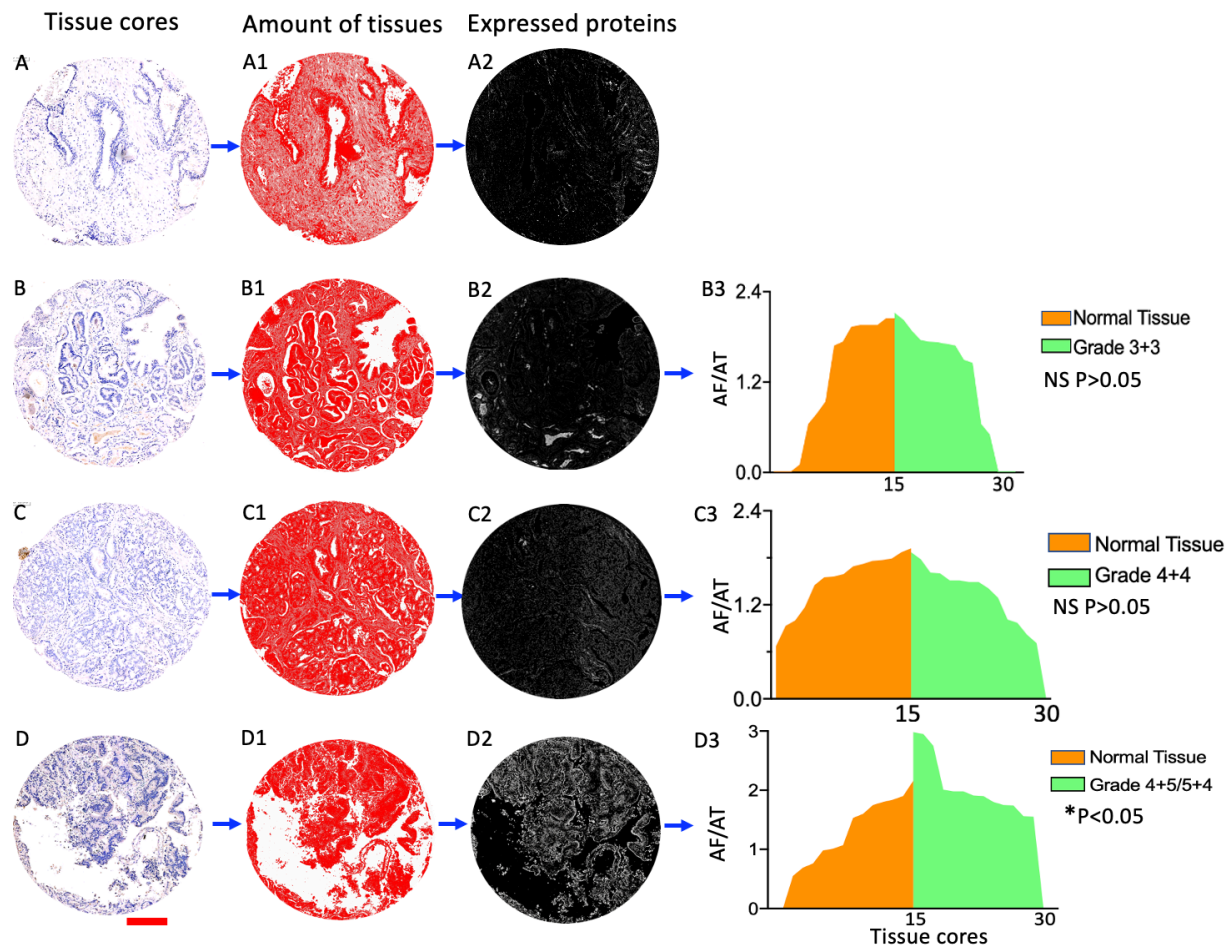 Tissue cores Amount of tissues Expressed proteins
A A1 A2
B B1 B2 B3
2.4
1.2
0.0
AF/AT
15 30
Normal Tissue
Grade 3+3
NS P>0.05
C C1 C2 C3
2.4
1.2
0.0
AF/AT
15 30
Normal Tissue
Grade 4+4
NS P>0.05
D D1 D2 D3
3
2
1
0
AF/AT
15 30
Tissue cores
Normal Tissue
Grade 4+5/5+4
*P<0.05